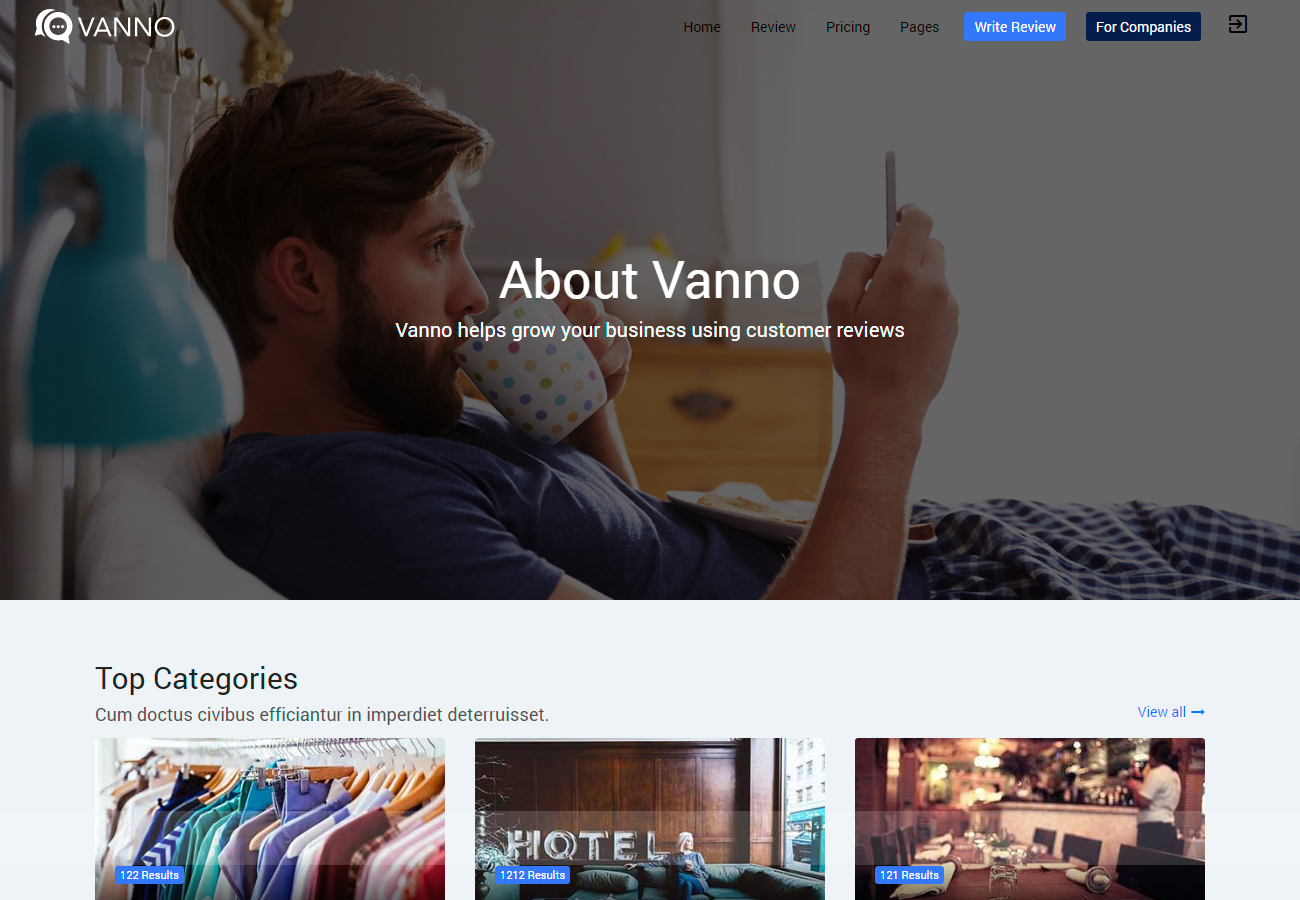 VANNO
Home Review Pricing Pages Write Review For Companies
About Vanno
Vanno helps grow your business using customer reviews
Top Categories
Cum doctus civibus efficiantur in imperdiet deterruisset.
View all
HOTEL
122 Results
1212 Results
121 Results